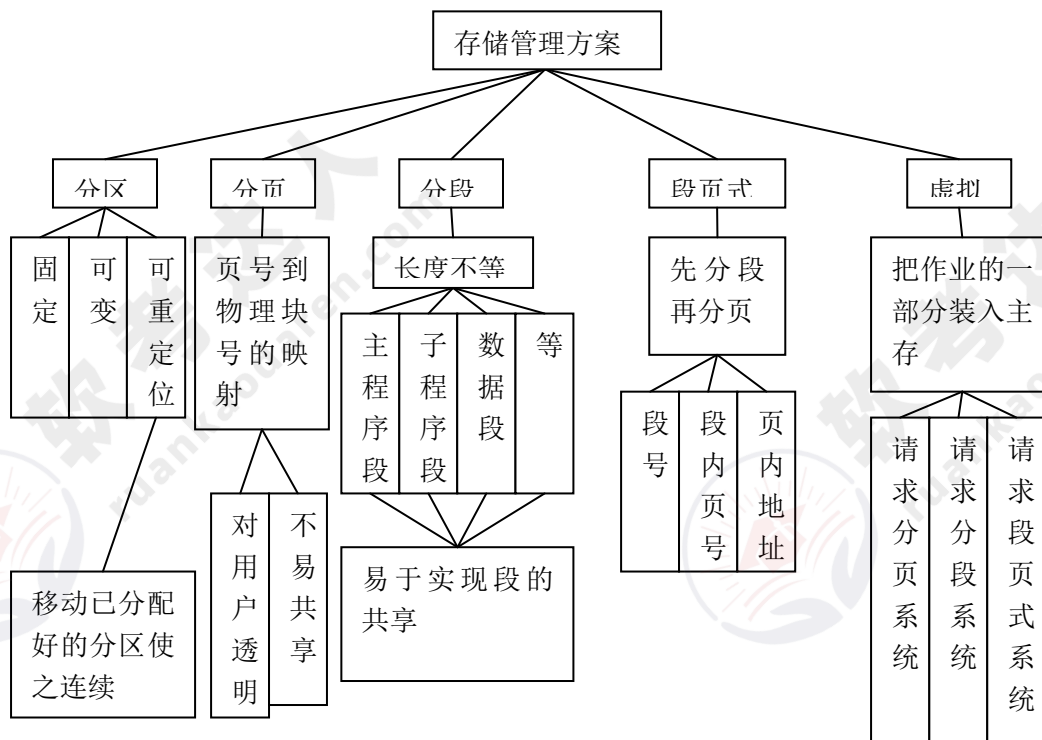 存储管理方案
分区
分页
分段
段页式
虚拟
固定
可变
可重定位
页号到
物理块
号的映
射
长度不等
先分段
再分页
把作业的一
部分装入主
存
主程序段
子程序段
数据段
等
段号
段内页号
页内地址
请求分页系统
请求分段系统
请求段页式系统
对用户透明
不易共享
易于实现段的
共享
移动已分配
好的分区使
之连续
软考达人
ruankaodaren.com